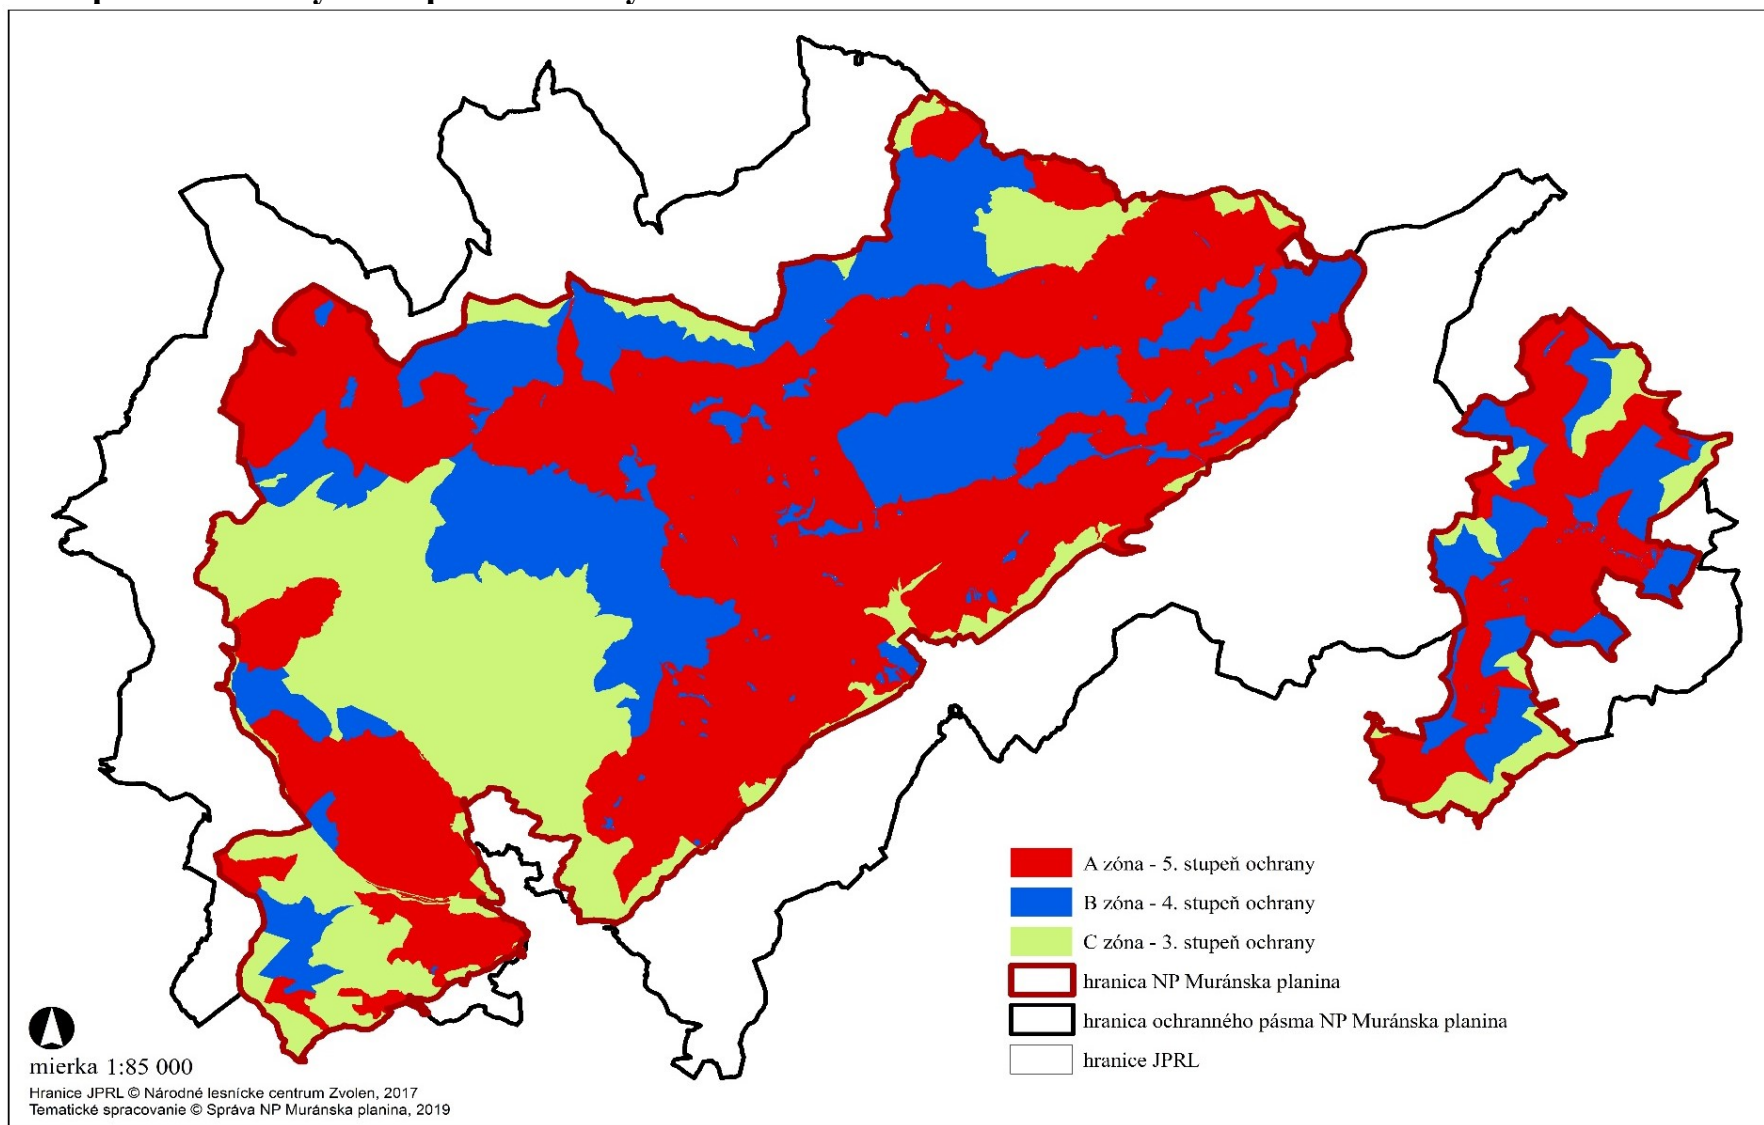 A zóna - 5. stupeň ochrany
B zóna - 4. stupeň ochrany
C zóna - 3. stupeň ochrany
hranica NP Muránska planina
hranica ochranného pásma NP Muránska planina
hranice JPRL
mierka 1:85 000
Hranice JPRL © Národné lesnícke centrum Zvolen, 2017
Tematické spracovanie © Správa NP Muránska planina, 2019